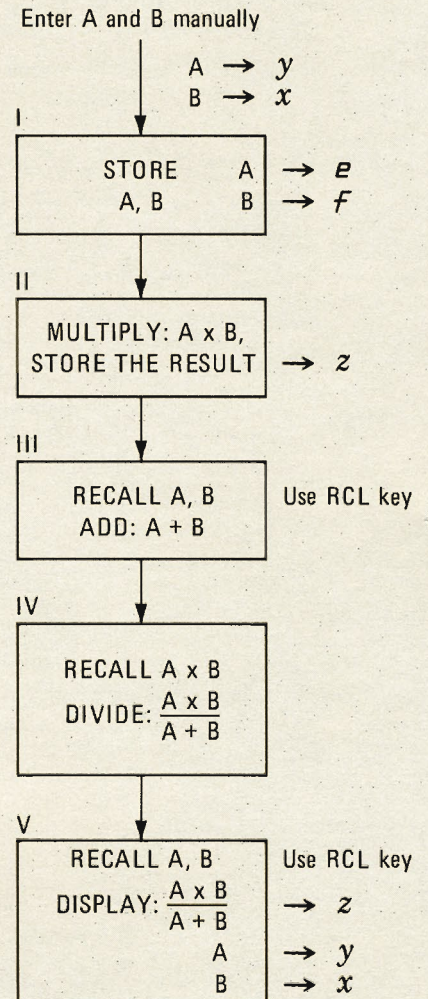 Enter A and B manually
A → y
B → x
I
STORE A → e
A, B B → f
II
MULTIPLY: A x B,
STORE THE RESULT → z
III
RECALL A, B Use RCL key
ADD: A + B
IV
RECALL A x B
DIVIDE: A x B / A + B
V
RECALL A, B Use RCL key
DISPLAY: A x B / A + B → z
A → y
B → x